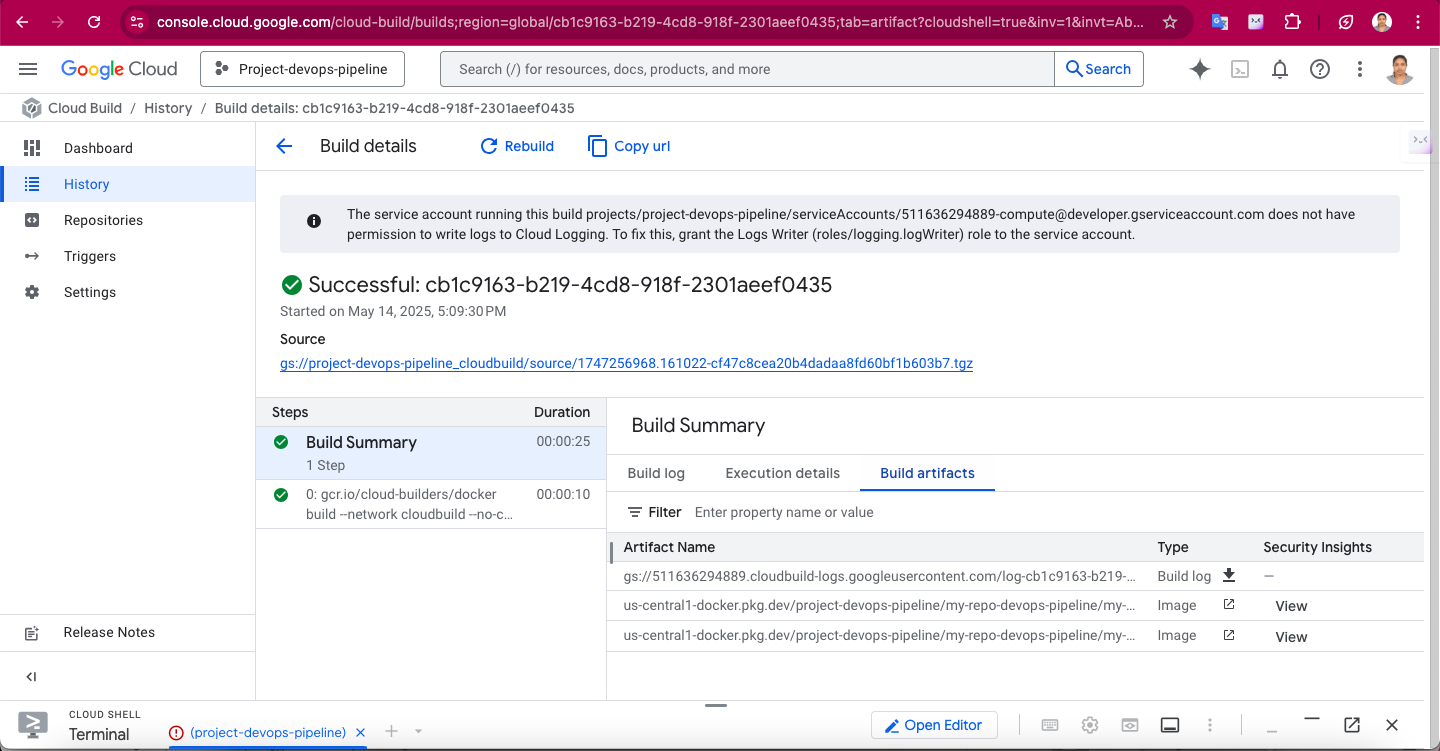 console.cloud.google.com/cloud-build/builds;region=global/cb1c9163-b219-4cd8-918f-2301aeef0435;tab=artifact?cloudshell=true&inv=1&invt=Ab...
Google Cloud
Project-devops-pipeline
Search (/) for resources, docs, products, and more
Search
Cloud Build / History / Build details: cb1c9163-b219-4cd8-918f-2301aeef0435
Dashboard
History
Repositories
Triggers
Settings
Release Notes
Build details
Rebuild
Copy url
The service account running this build projects/project-devops-pipeline/serviceAccounts/511636294889-compute@developer.gserviceaccount.com does not have
permission to write logs to Cloud Logging. To fix this, grant the Logs Writer (roles/logging.logWriter) role to the service account.
Successful: cb1c9163-b219-4cd8-918f-2301aeef0435
Started on May 14, 2025, 5:09:30 PM
Source
gs://project-devops-pipeline_cloudbuild/source/1747256968.161022-cf47c8cea20b4dadaa8fd60bf1b603b7.tgz
Steps Duration
Build Summary 00:00:25
1 Step
0: gcr.io/cloud-builders/docker 00:00:10
build --network cloudbuild --no-c...
Build Summary
Build log Execution details Build artifacts
Filter Enter property name or value
Artifact Name Type Security Insights
gs://511636294889.cloudbuild-logs.googleusercontent.com/log-cb1c9163-b219-... Build log –
us-central1-docker.pkg.dev/project-devops-pipeline/my-repo-devops-pipeline/my-... Image View
us-central1-docker.pkg.dev/project-devops-pipeline/my-repo-devops-pipeline/my-... Image View
CLOUD SHELL
Terminal
(project-devops-pipeline)
Open Editor